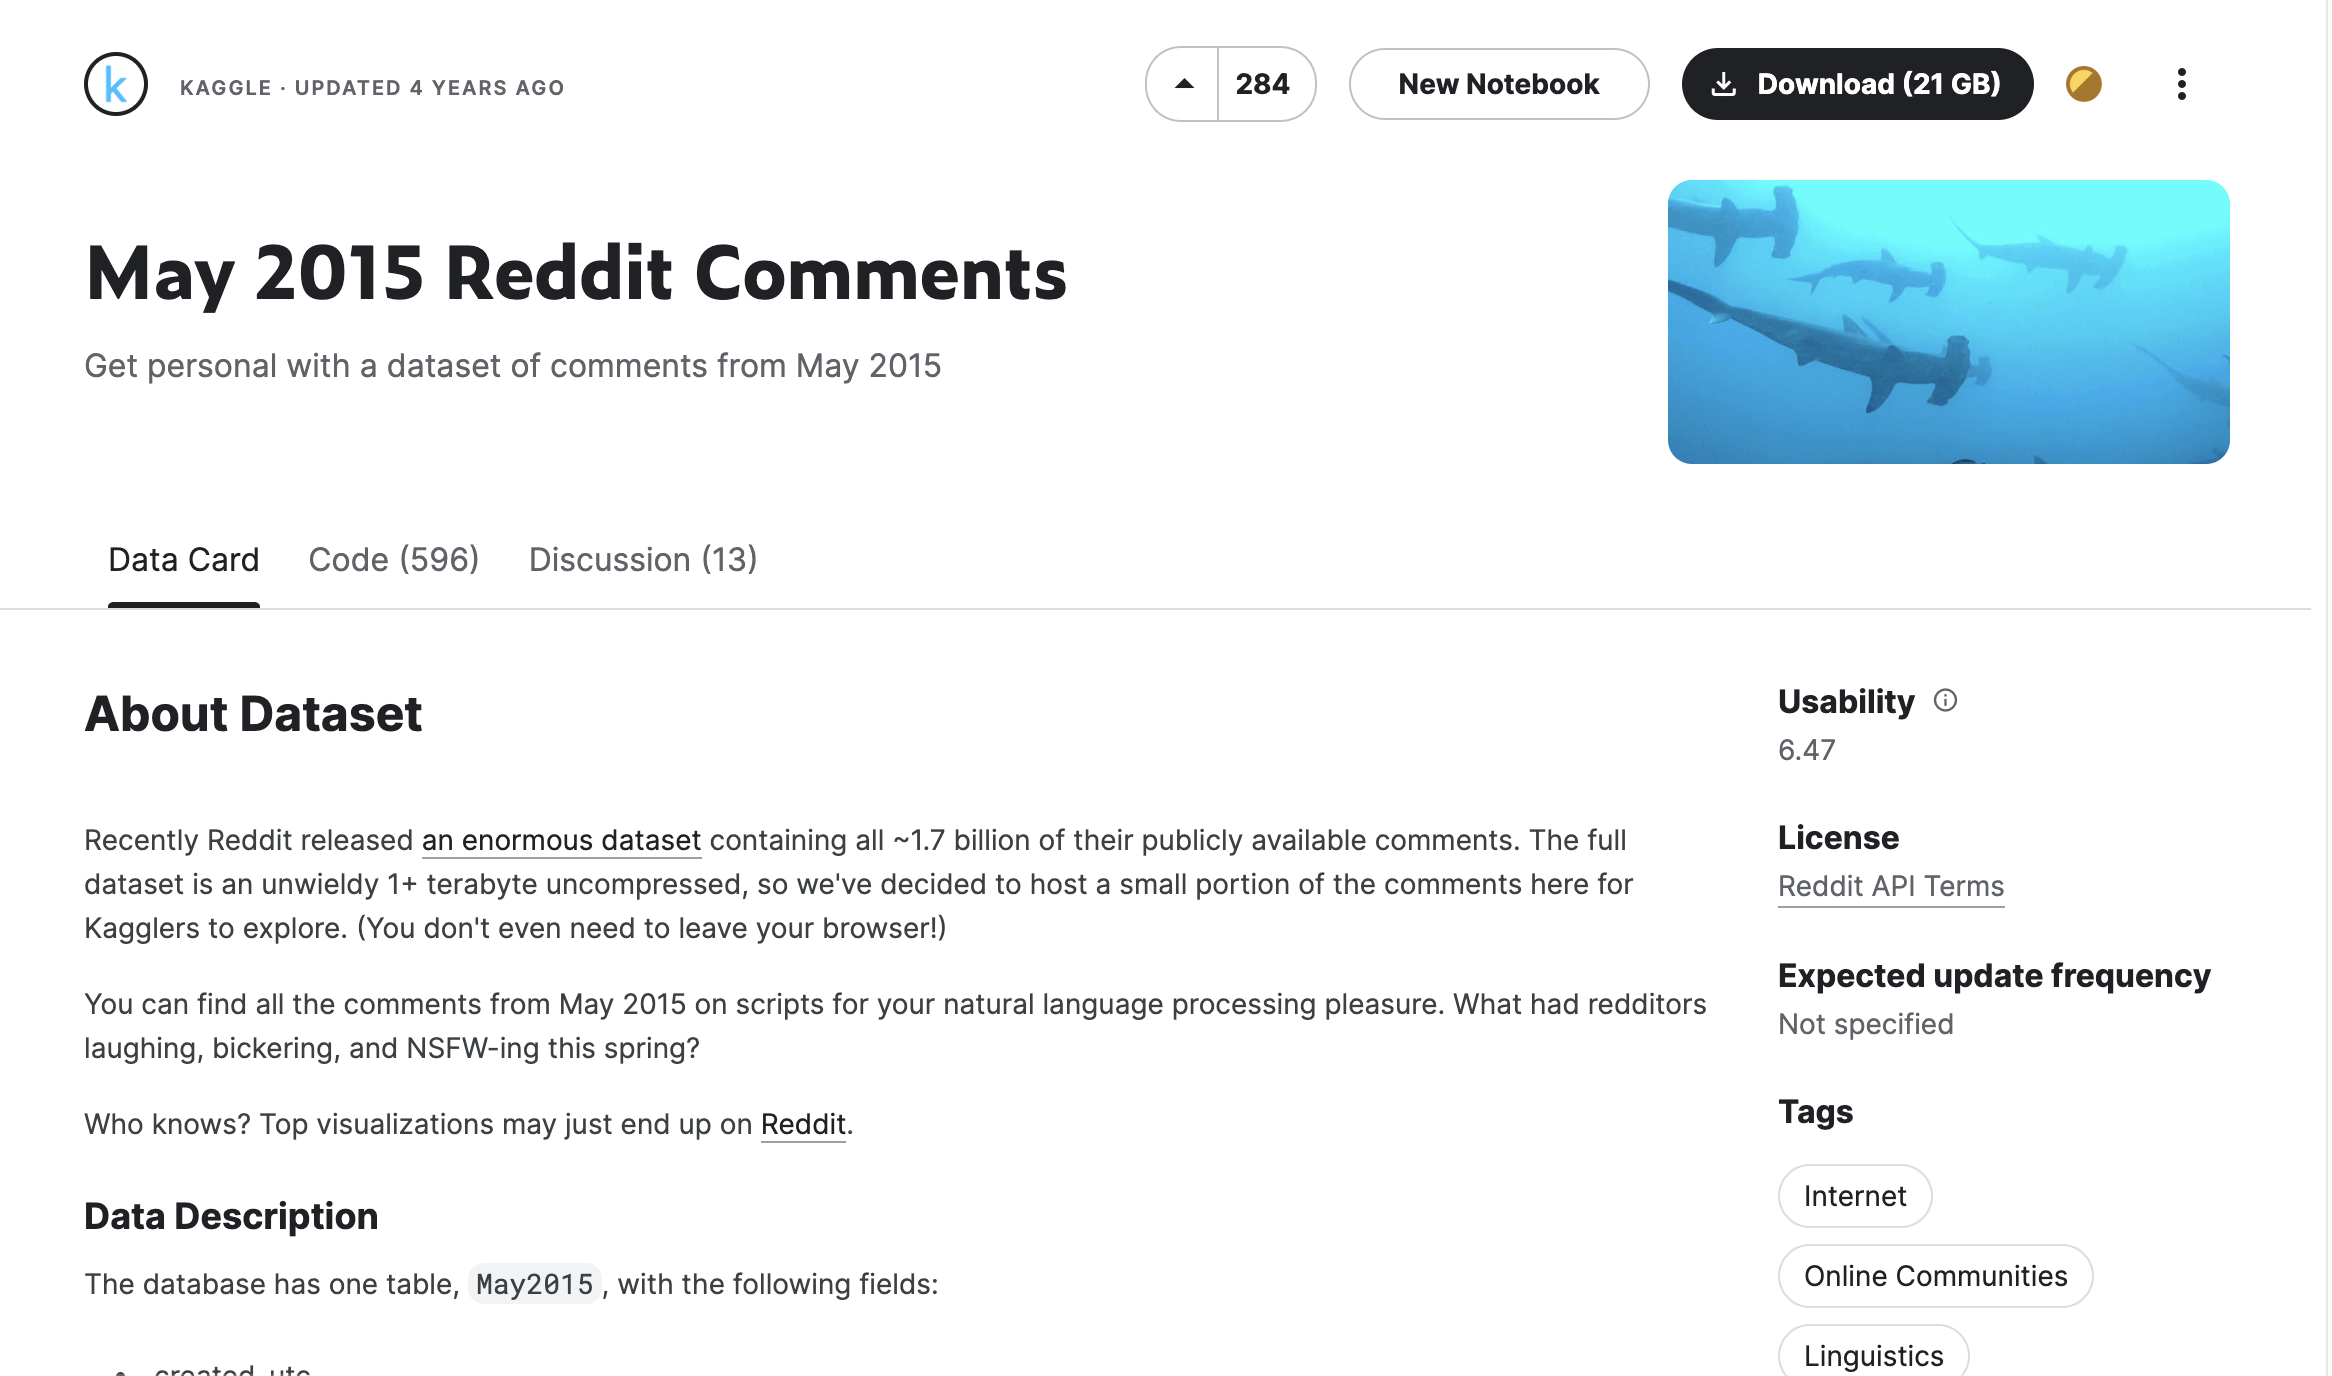 k
KAGGLE · UPDATED 4 YEARS AGO
284
New Notebook
Download (21 GB)
May 2015 Reddit Comments
Get personal with a dataset of comments from May 2015
Data Card
Code (596)
Discussion (13)
About Dataset
Recently Reddit released an enormous dataset containing all ~1.7 billion of their publicly available comments. The full
dataset is an unwieldy 1+ terabyte uncompressed, so we've decided to host a small portion of the comments here for
Kagglers to explore. (You don't even need to leave your browser!)
You can find all the comments from May 2015 on scripts for your natural language processing pleasure. What had redditors
laughing, bickering, and NSFW-ing this spring?
Who knows? Top visualizations may just end up on Reddit.
Data Description
The database has one table, May2015, with the following fields:
created_utc
Usability
6.47
License
Reddit API Terms
Expected update frequency
Not specified
Tags
Internet
Online Communities
Linguistics